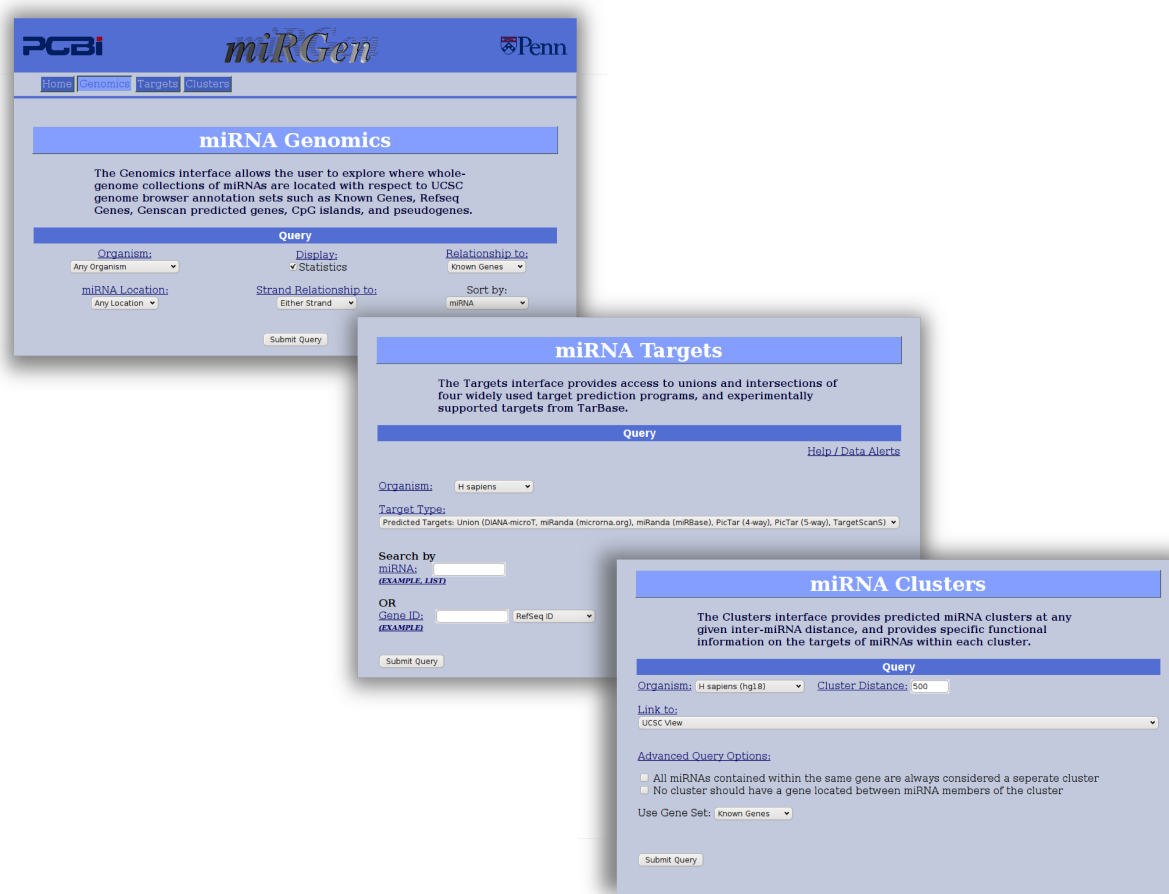 PCBi
miRGen
Penn
Home Genomics Targets Clusters
miRNA Genomics
The Genomics interface allows the user to explore where whole-
genome collections of miRNAs are located with respect to UCSC
genome browser annotation sets such as Known Genes, Refseq
Genes, Genscan predicted genes, CpG islands, and pseudogenes.
Query
Organism: Display: Relationship to:
Any Organism Statistics Known Genes
miRNA Location: Strand Relationship to: Sort by:
Any Location Either Strand miRNA
Submit Query
miRNA Targets
The Targets interface provides access to unions and intersections of
four widely used target prediction programs, and experimentally
supported targets from TarBase.
Query
Help / Data Alerts
Organism: H sapiens
Target Type:
Predicted Targets: Union (DIANA-microT, miRanda (microrna.org), miRanda (miRBase), PicTar (4-way), PicTar (5-way), TargetScanS)
Search by
miRNA:
(EXAMPLE, LIST)
OR
Gene ID: RefSeq ID
(EXAMPLE)
Submit Query
miRNA Clusters
The Clusters interface provides predicted miRNA clusters at any
given inter-miRNA distance, and provides specific functional
information on the targets of miRNAs within each cluster.
Query
Organism: H sapiens (hg18) Cluster Distance: 500
Link to:
UCSC View
Advanced Query Options:
All miRNAs contained within the same gene are always considered a seperate cluster
No cluster should have a gene located between miRNA members of the cluster
Use Gene Set: Known Genes
Submit Query